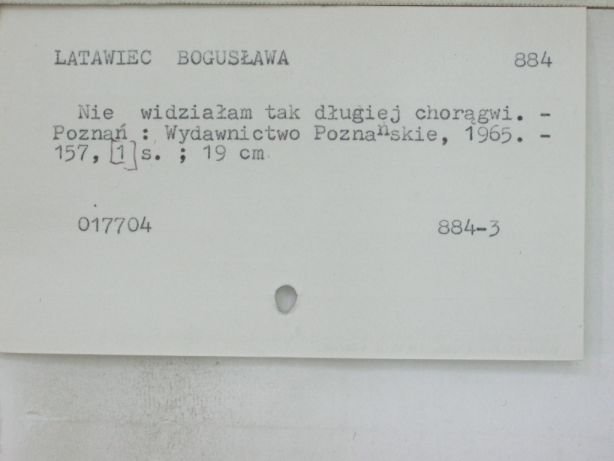 LATAWIEC BOGUSŁAWA 884
Nie widziałam tak długiej chorągwi. -
Poznań : Wydawnictwo Poznańskie, 1965. -
157, [1] s. ; 19 cm
017704 884-3